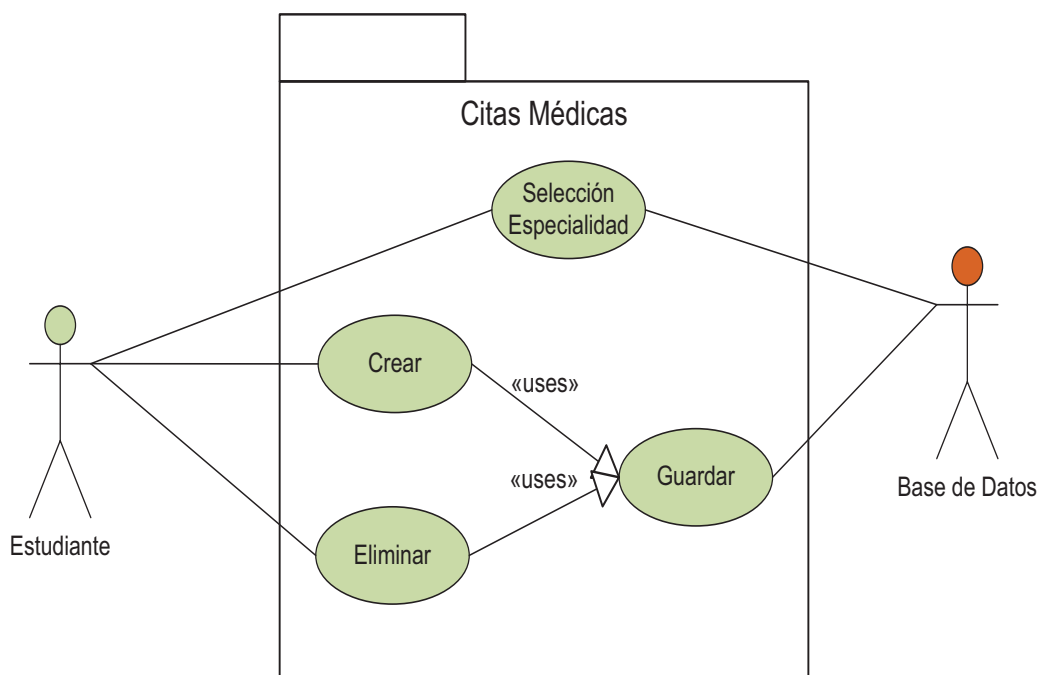 Citas Médicas
Selección
Especialidad
Crear
«uses»
«uses»
Guardar
Eliminar
Estudiante
Base de Datos